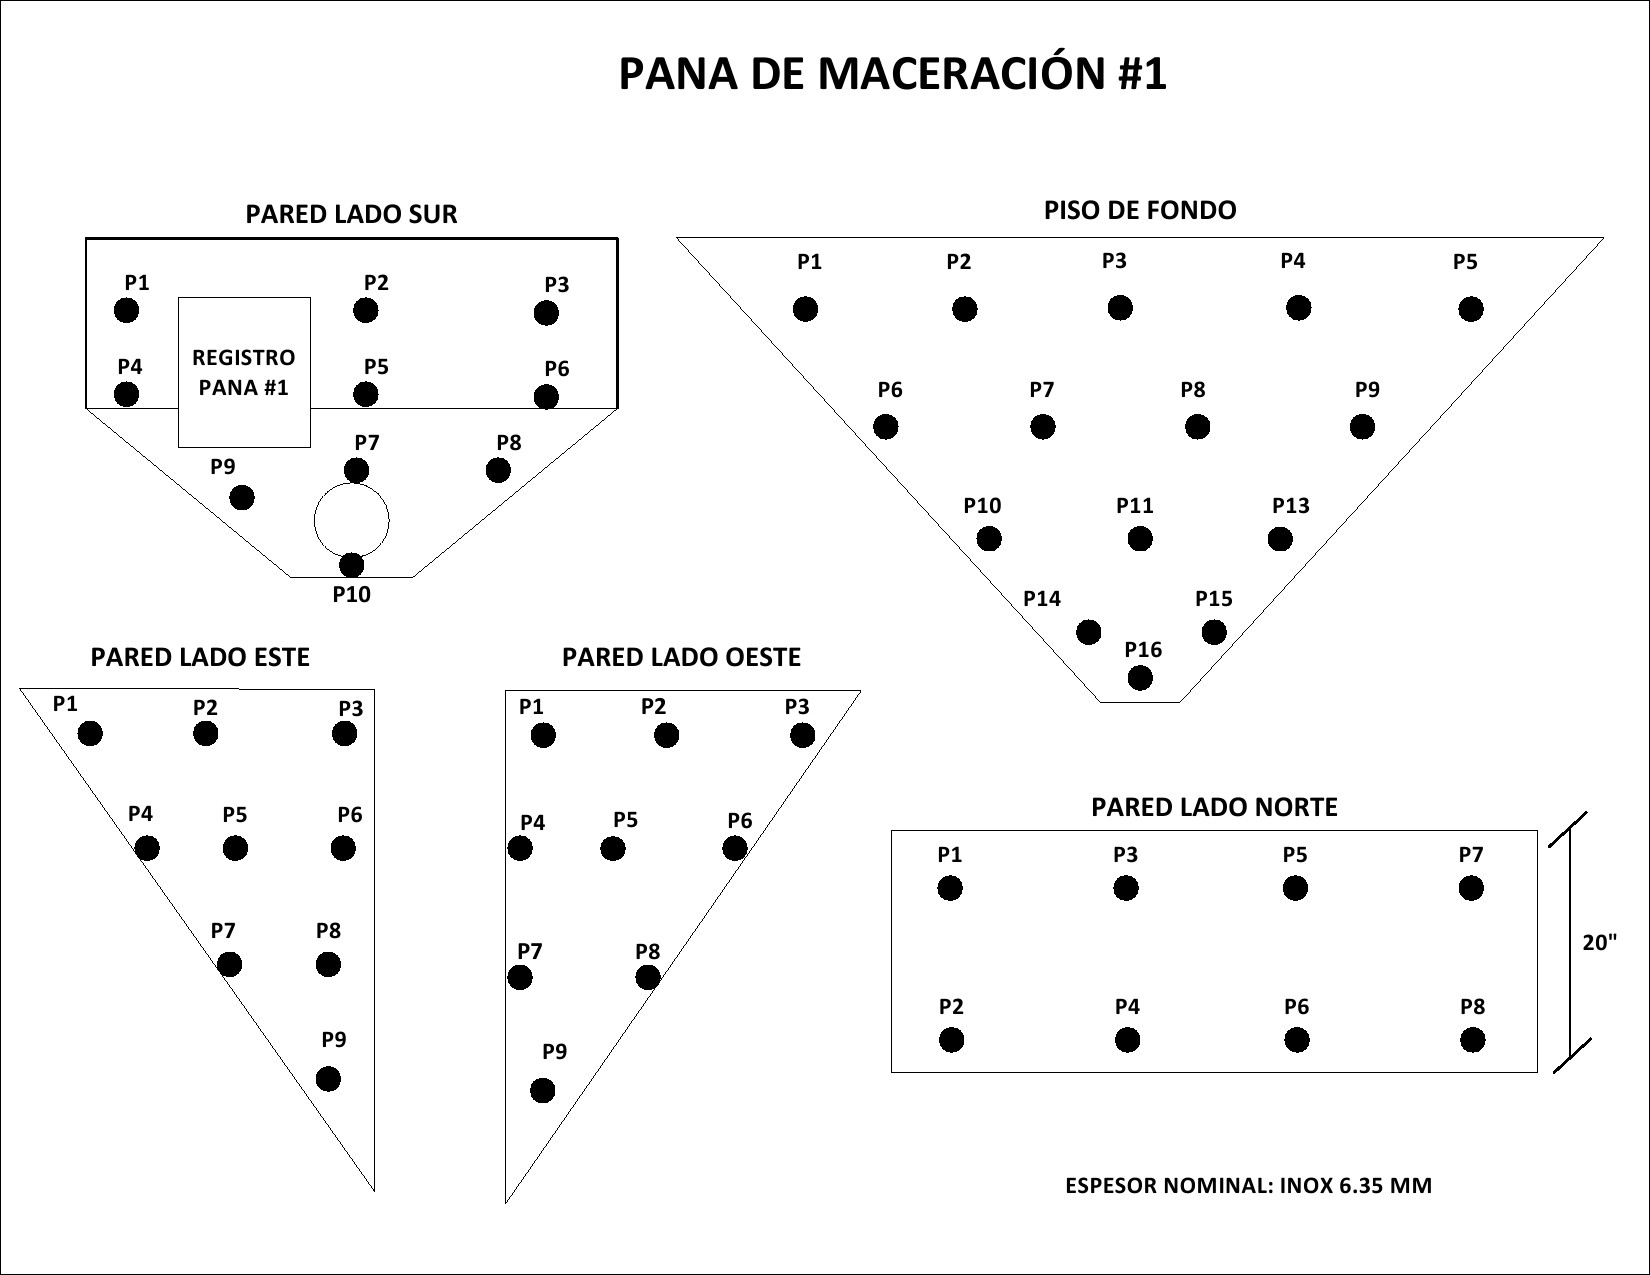 PANA DE MACERACIÓN #1
PARED LADO SUR
P1
P2
P3
REGISTRO
PANA #1
P4
P5
P6
P7
P8
P9
P10
PISO DE FONDO
P1
P2
P3
P4
P5
P6
P7
P8
P9
P10
P11
P13
P14
P15
P16
PARED LADO ESTE
P1
P2
P3
P4
P5
P6
P7
P8
P9
PARED LADO OESTE
P1
P2
P3
P4
P5
P6
P7
P8
P9
PARED LADO NORTE
P1
P3
P5
P7
20"
P2
P4
P6
P8
ESPESOR NOMINAL: INOX 6.35 MM